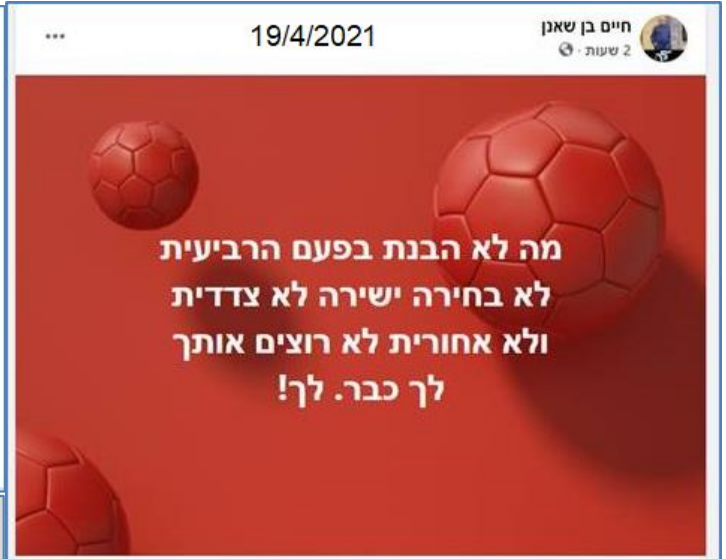 חיים בן שאנן
2 שעות ·
19/4/2021
מה לא הבנת בפעם הרביעית
לא בחירה ישירה לא צדדית
ולא אחורית לא רוצים אותך
לך כבר. לך!